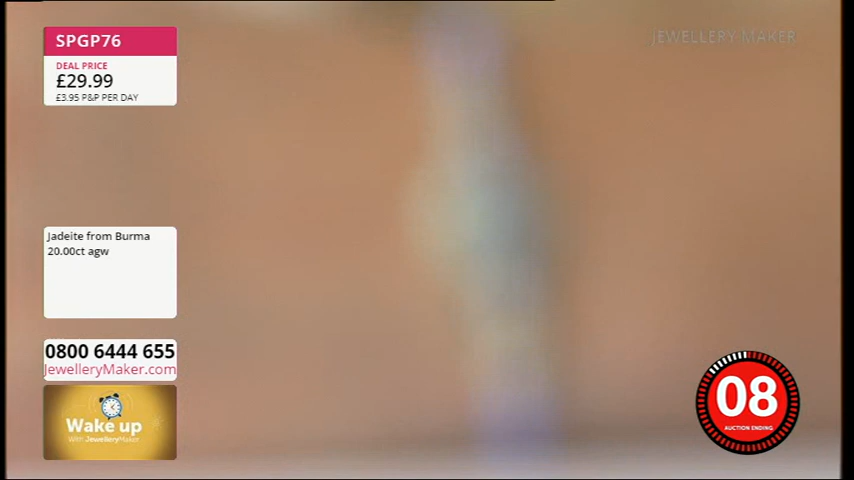 SPGP76
DEAL PRICE
£29.99
£3.95 P&P PER DAY
JEWELLERY MAKER
Jadeite from Burma
20.00ct agw
0800 6444 655
JewelleryMaker.com
Wake up
With JewelleryMaker
08
AUCTION ENDING